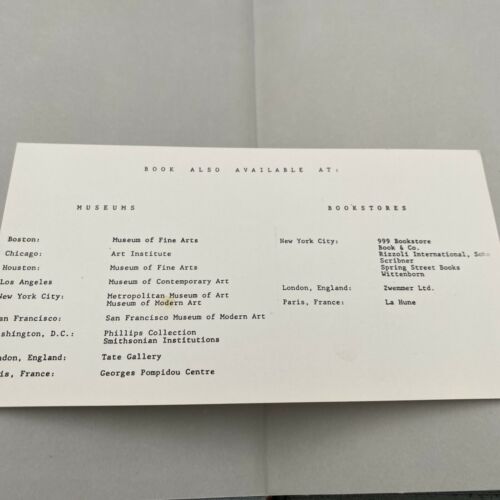 BOOK ALSO AVAILABLE AT:
MUSEUMS
Boston: Museum of Fine Arts
Chicago: Art Institute
Houston: Museum of Fine Arts
Los Angeles Museum of Contemporary Art
New York City: Metropolitan Museum of Art
Museum of Modern Art
an Francisco: San Francisco Museum of Modern Art
shington, D.C.: Phillips Collection
Smithsonian Institutions
ndon, England: Tate Gallery
is, France: Georges Pompidou Centre
BOOKSTORES
New York City: 999 Bookstore
Book & Co.
Rizzoli International, Soho
Scribner
Spring Street Books
Wittenborn
London, England: Zwemmer Ltd.
Paris, France: La Hune